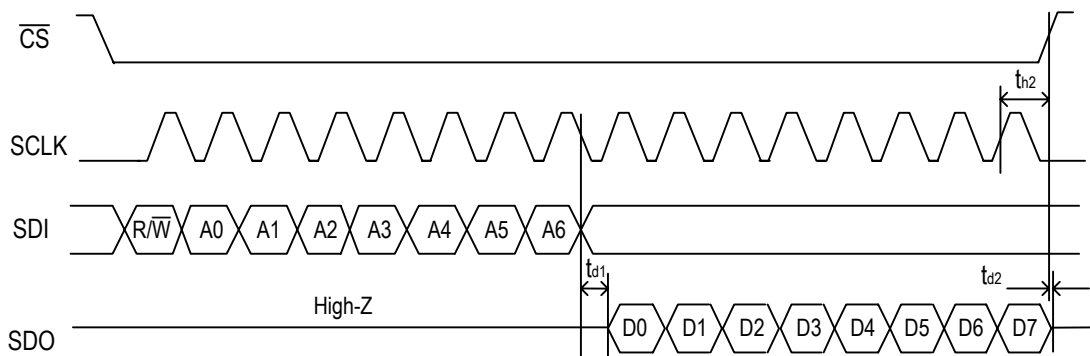 CS
th2
SCLK
SDI R/W A0 A1 A2 A3 A4 A5 A6
td1
td2
High-Z
SDO D0 D1 D2 D3 D4 D5 D6 D7